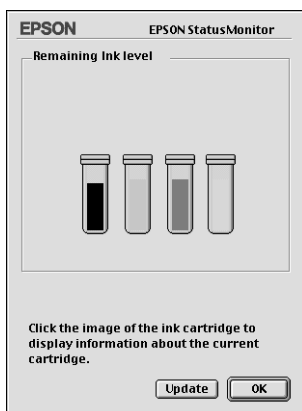 EPSON EPSON StatusMonitor
Remaining Ink level
Click the image of the ink cartridge to
display information about the current
cartridge.
Update OK